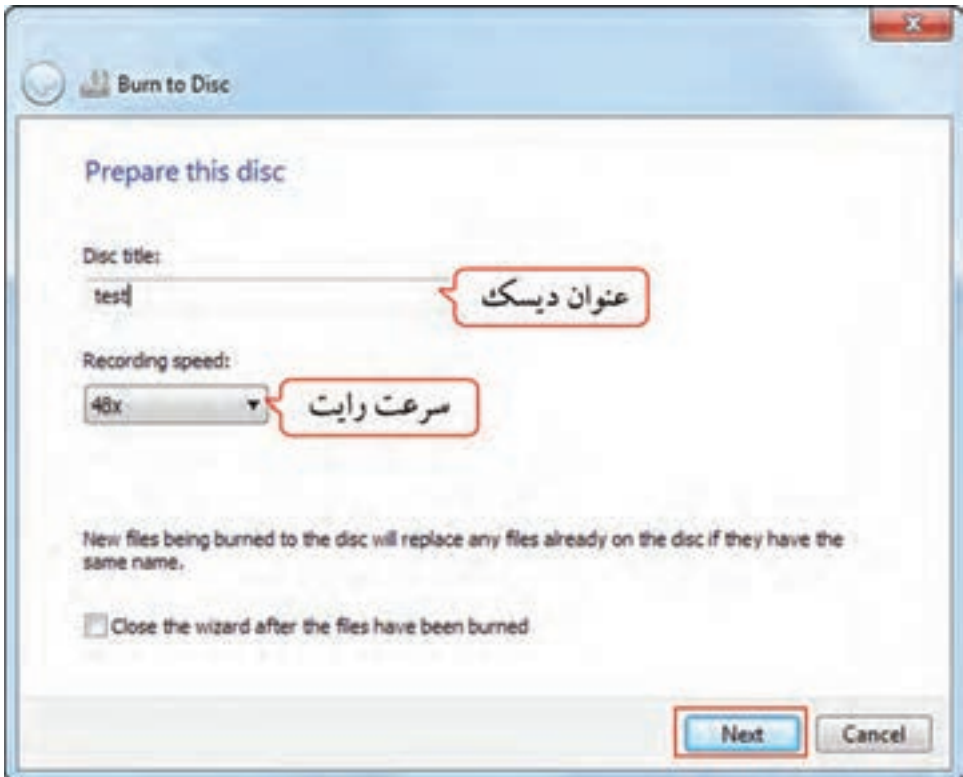 Burn to Disc
Prepare this disc
Disc title:
test
عنوان دیسک
Recording speed:
48x
سرعت رایت
New files being burned to the disc will replace any files already on the disc if they have the
same name.
Close the wizard after the files have been burned
Next
Cancel